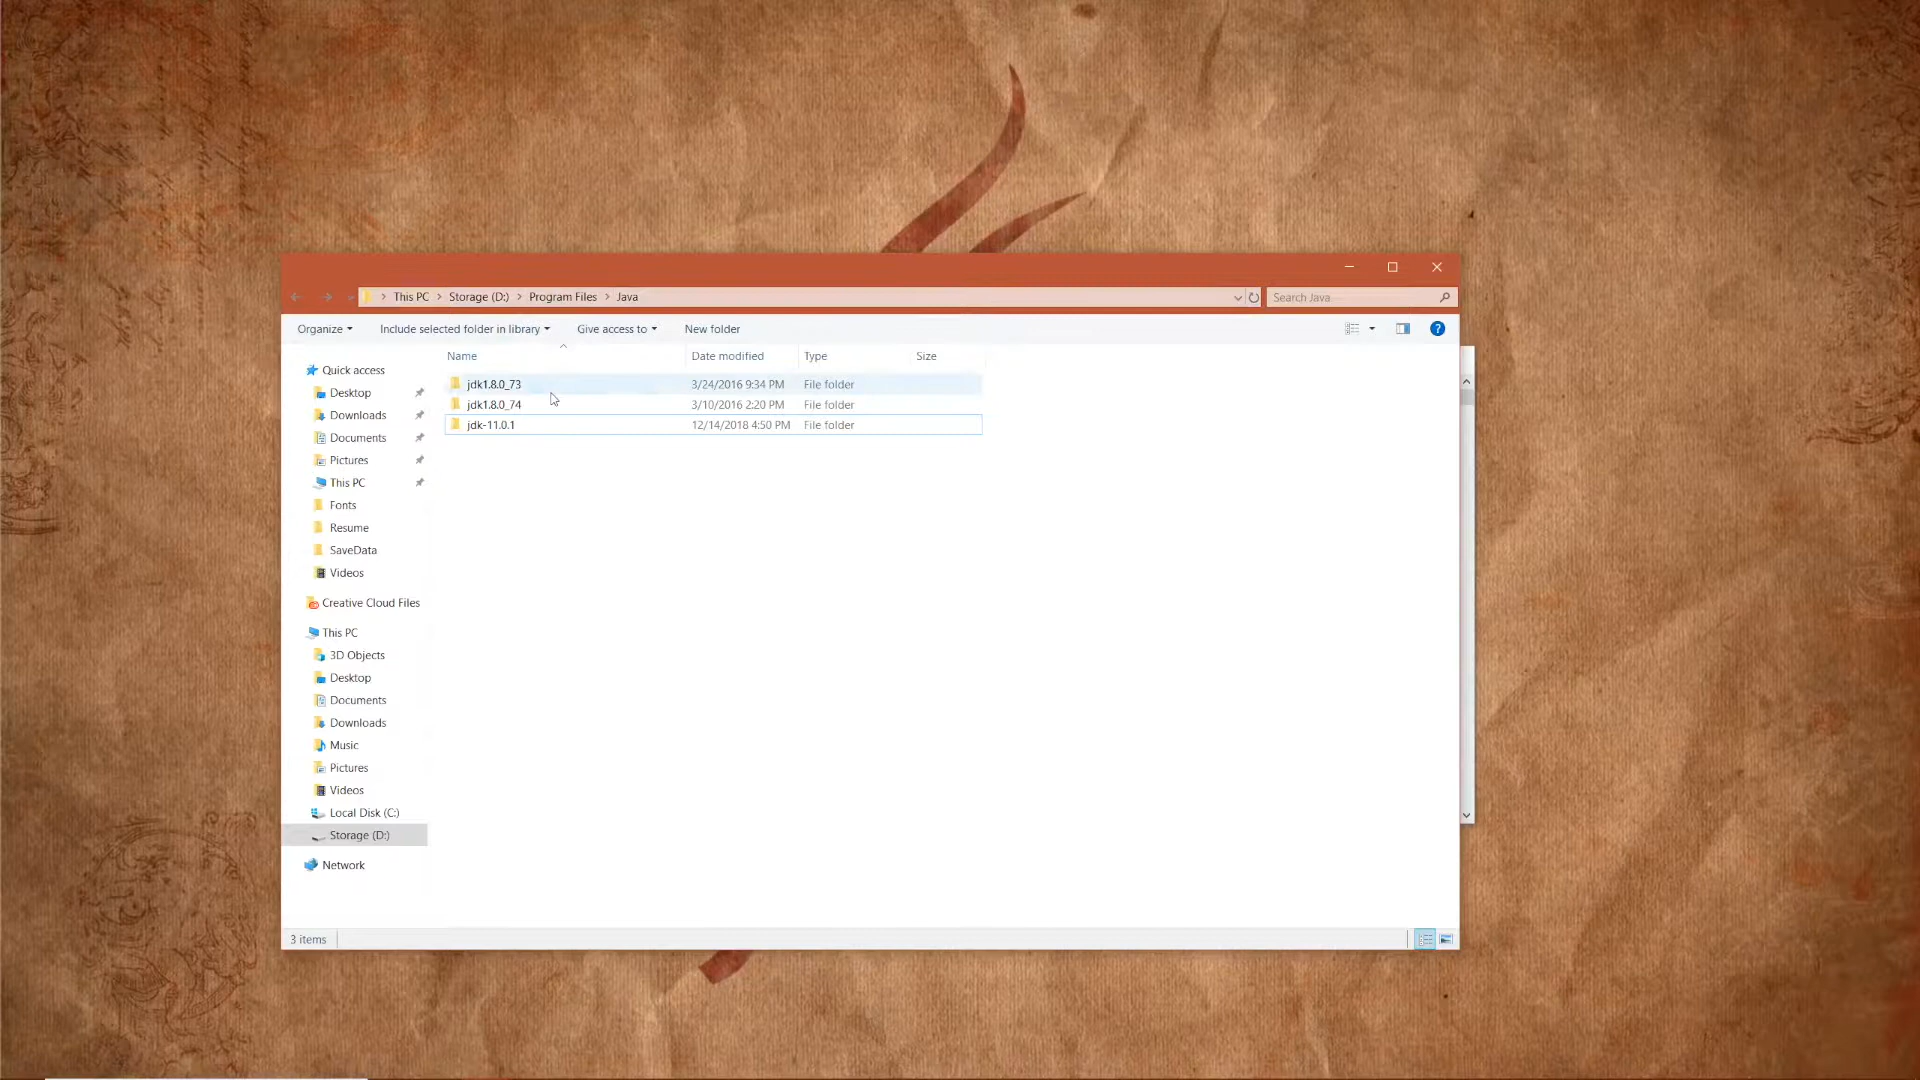 This PC > Storage (D:) > Program Files > Java
Search Java
Organize
Include selected folder in library
Give access to
New folder
?
Name Date modified Type Size
jdk1.8.0_73 3/24/2016 9:34 PM File folder
jdk1.8.0_74 3/10/2016 2:20 PM File folder
jdk-11.0.1 12/14/2018 4:50 PM File folder
Quick access
Desktop
Downloads
Documents
Pictures
This PC
Fonts
Resume
SaveData
Videos
Creative Cloud Files
This PC
3D Objects
Desktop
Documents
Downloads
Music
Pictures
Videos
Local Disk (C:)
Storage (D:)
Network
3 items